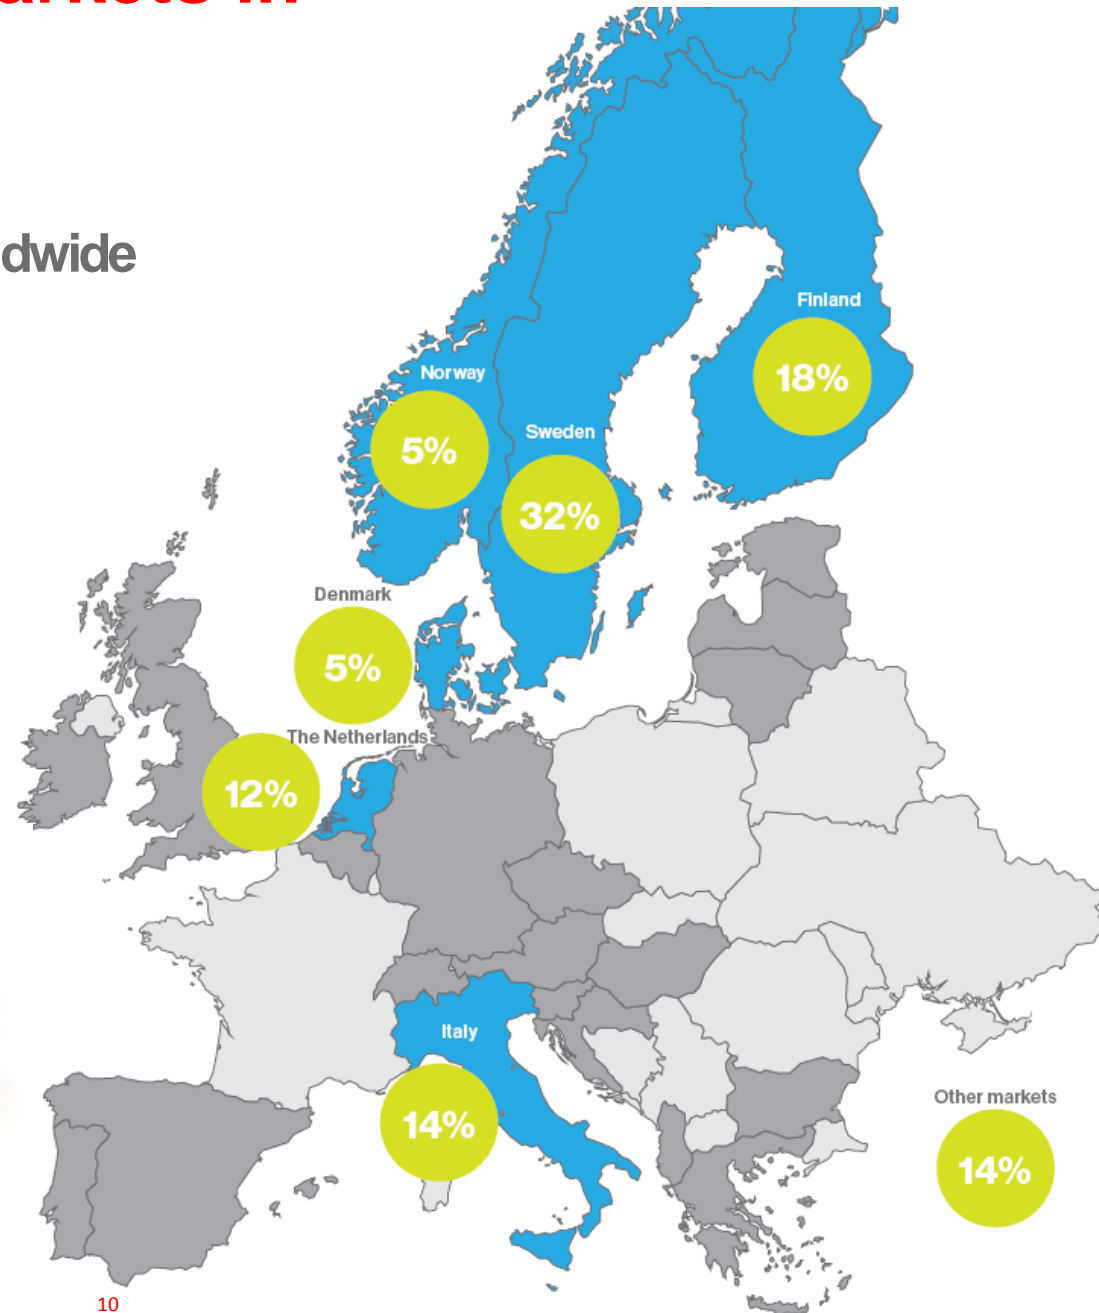 dwide
Finland
18%
Norway
5%
Sweden
32%
Denmark
5%
The Netherlands
12%
Italy
14%
Other markets
14%
10